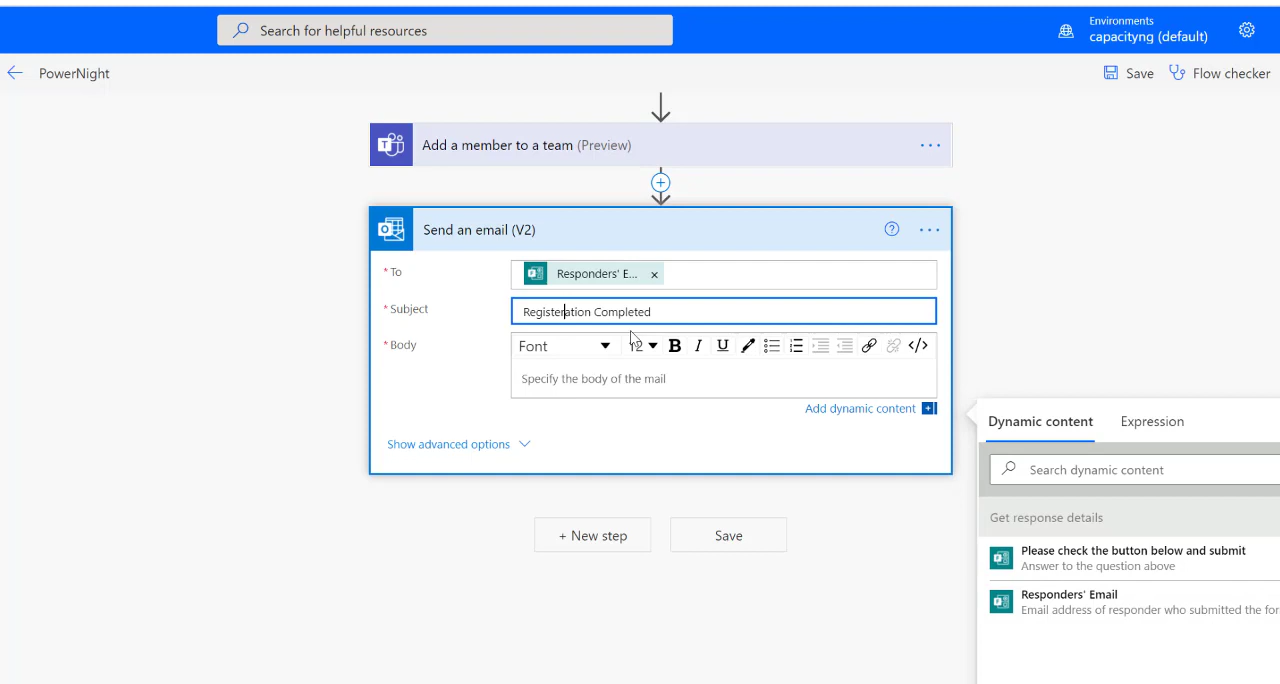 Search for helpful resources
Environments
capacityng (default)
PowerNight
Save
Flow checker
Add a member to a team (Preview)
Send an email (V2)
* To
Responders' E... ×
* Subject
Registeration Completed
* Body
Font
12
Specify the body of the mail
Add dynamic content
Show advanced options
+ New step
Save
Dynamic content
Expression
Search dynamic content
Get response details
Please check the button below and submit
Answer to the question above
Responders' Email
Email address of responder who submitted the for